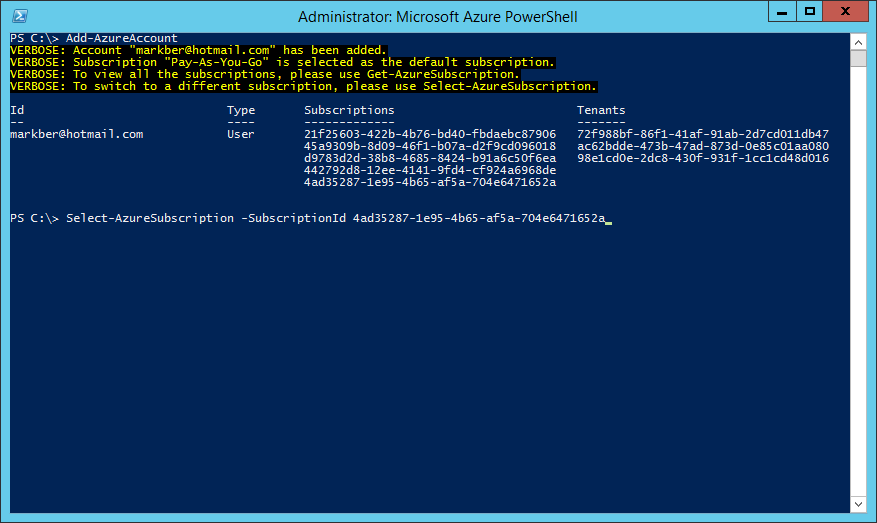 Administrator: Microsoft Azure PowerShell
PS C:\> Add-AzureAccount
VERBOSE: Account "markber@hotmail.com" has been added.
VERBOSE: Subscription "Pay-As-You-Go" is selected as the default subscription.
VERBOSE: To view all the subscriptions, please use Get-AzureSubscription.
VERBOSE: To switch to a different subscription, please use Select-AzureSubscription.
Id Type Subscriptions Tenants
-- ---- ------------- -------
markber@hotmail.com User 21f25603-422b-4b76-bd40-fbdaebc87906 72f988bf-86f1-41af-91ab-2d7cd011db47
45a9309b-8d09-46f1-b07a-d2f9cd096018 ac62bdde-473b-47ad-873d-0e85c01aa080
d9783d2d-38b8-4685-8424-b91a6c50f6ea 98e1cd0e-2dc8-430f-931f-1cc1cd48d016
442792d8-12ee-4141-9fd4-cf924a6968de
4ad35287-1e95-4b65-af5a-704e6471652a
PS C:\> Select-AzureSubscription -SubscriptionId 4ad35287-1e95-4b65-af5a-704e6471652a